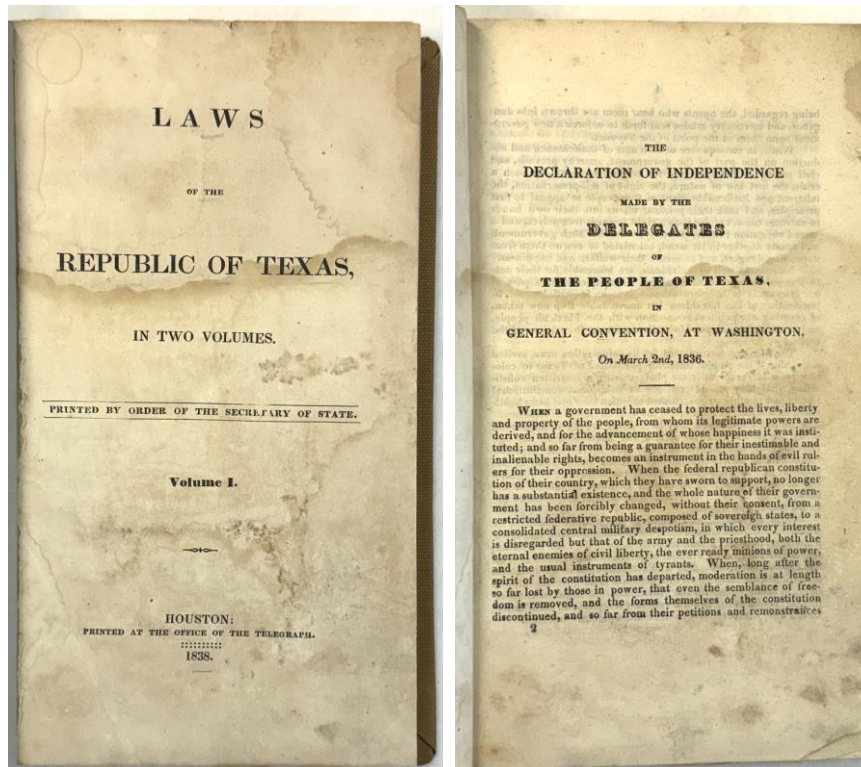 LAWS
OF THE
REPUBLIC OF TEXAS,
IN TWO VOLUMES.
PRINTED BY ORDER OF THE SECRETARY OF STATE.
Volume I.
HOUSTON:
PRINTED AT THE OFFICE OF THE TELEGRAPH.
1838.
THE
DECLARATION OF INDEPENDENCE
MADE BY THE
DELEGATES
OF
THE PEOPLE OF TEXAS,
IN
GENERAL CONVENTION, AT WASHINGTON,
On March 2nd, 1836.
WHEN a government has ceased to protect the lives, liberty
and property of the people, from whom its legitimate powers are
derived, and for the advancement of whose happiness it was insti-
tuted; and so far from being a guarantee for their inestimable and
inalienable rights, becomes an instrument in the hands of evil rul-
ers for their oppression. When the federal republican constitu-
tion of their country, which they have sworn to support, no longer
has a substantial existence, and the whole nature of their govern-
ment has been forcibly changed, without their consent, from a
restricted federative republic, composed of sovereign states, to a
consolidated central military despotism, in which every interest
is disregarded but that of the army and the priesthood, both the
eternal enemies of civil liberty, the ever ready minions of power,
and the usual instruments of tyrants. When, long after the
spirit of the constitution has departed, moderation is at length
so far lost by those in power, that even the semblance of free-
dom is removed, and the forms themselves of the constitution
discontinued, and so far from their petitions and remonstrances
2